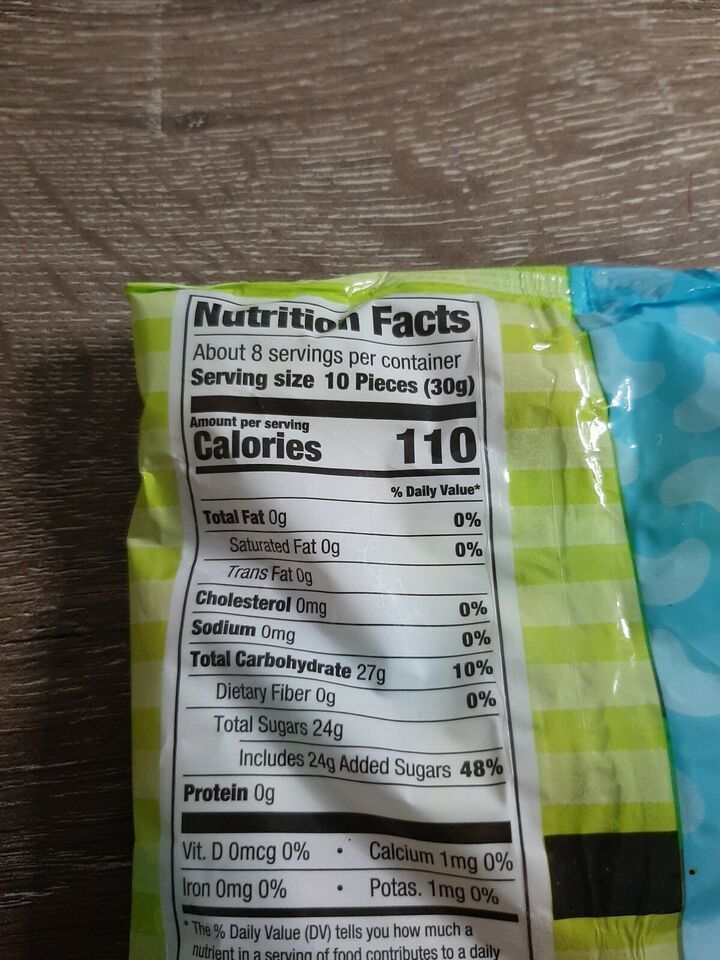 Nutrition Facts
About 8 servings per container
Serving size 10 Pieces (30g)
Amount per serving
Calories 110
% Daily Value*
Total Fat 0g 0%
Saturated Fat 0g 0%
Trans Fat 0g
Cholesterol 0mg 0%
Sodium 0mg 0%
Total Carbohydrate 27g 10%
Dietary Fiber 0g 0%
Total Sugars 24g
Includes 24g Added Sugars 48%
Protein 0g
Vit. D 0mcg 0% • Calcium 1mg 0%
Iron 0mg 0% • Potas. 1mg 0%
* The % Daily Value (DV) tells you how much a
nutrient in a serving of food contributes to a daily